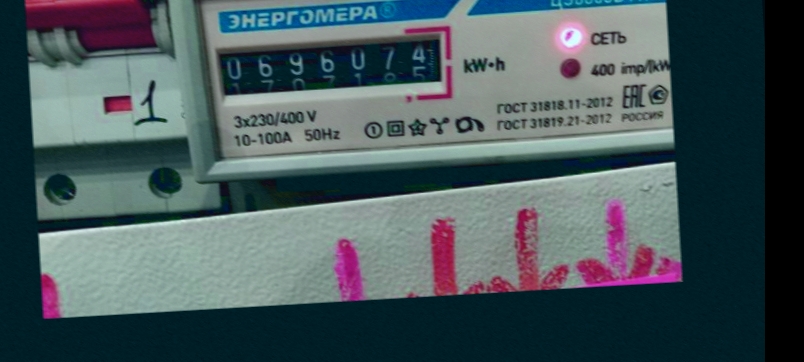 ЭНЕРГОМЕРА®
0696074
kW•h
СЕТЬ
400 imp/kW
3x230/400 V
10-100A 50Hz
ГОСТ 31818.11-2012
ГОСТ 31819.21-2012
EAC
РОССИЯ
1